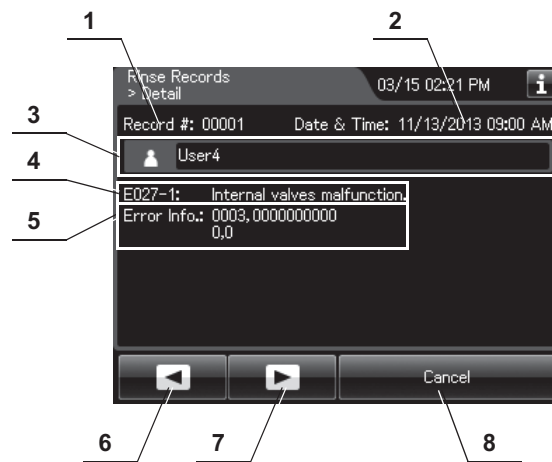 1
2
Rinse Records
> Detail
03/15 02:21 PM
i
3
Record #: 00001 Date & Time: 11/13/2013 09:00 AM
User4
4
E027-1: Internal valves malfunction.
5
Error Info.: 0003,0000000000
0,0
Cancel
6
7
8